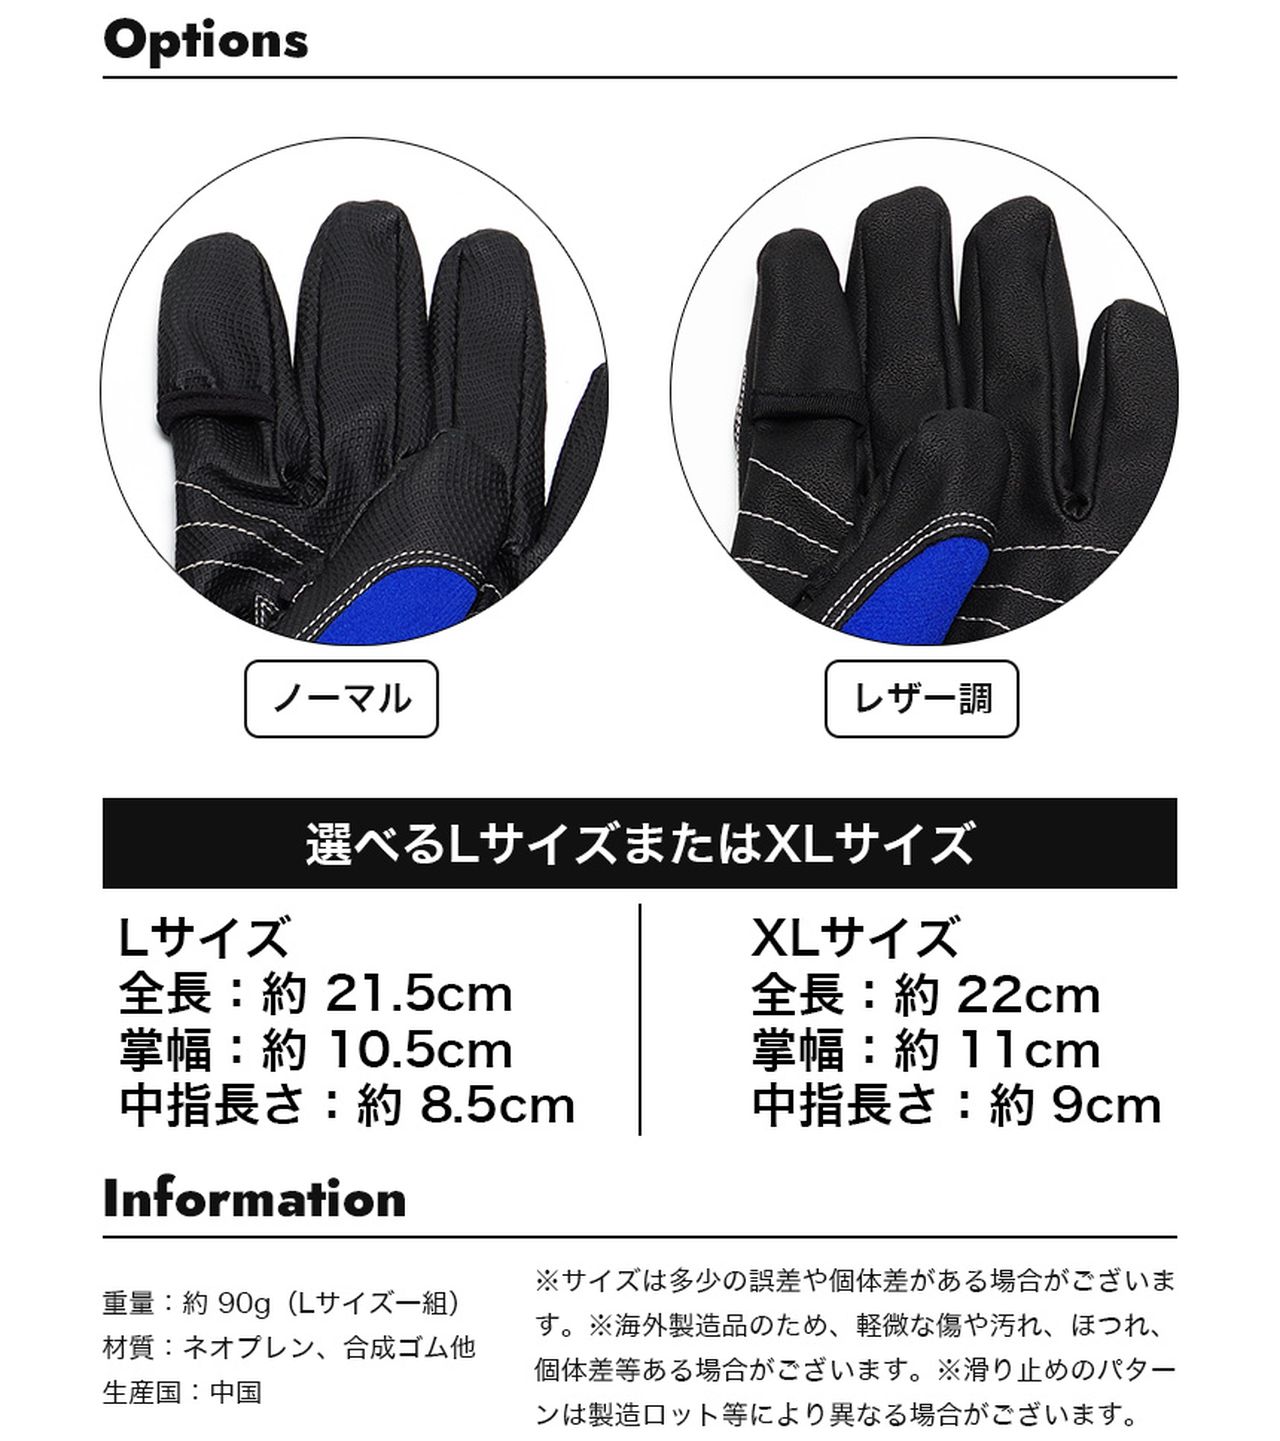 Options
ノーマル
レザー調
選べるLサイズまたはXLサイズ
Lサイズ
全長：約 21.5cm
掌幅：約 10.5cm
中指長さ：約 8.5cm
XLサイズ
全長：約 22cm
掌幅：約 11cm
中指長さ：約 9cm
Information
重量：約 90g（Lサイズ一組）
材質：ネオプレン、合成ゴム他
生産国：中国
※サイズは多少の誤差や個体差がある場合がございま
す。※海外製造品のため、軽微な傷や汚れ、ほつれ、
個体差等ある場合がございます。※滑り止めのパター
ンは製造ロット等により異なる場合がございます。